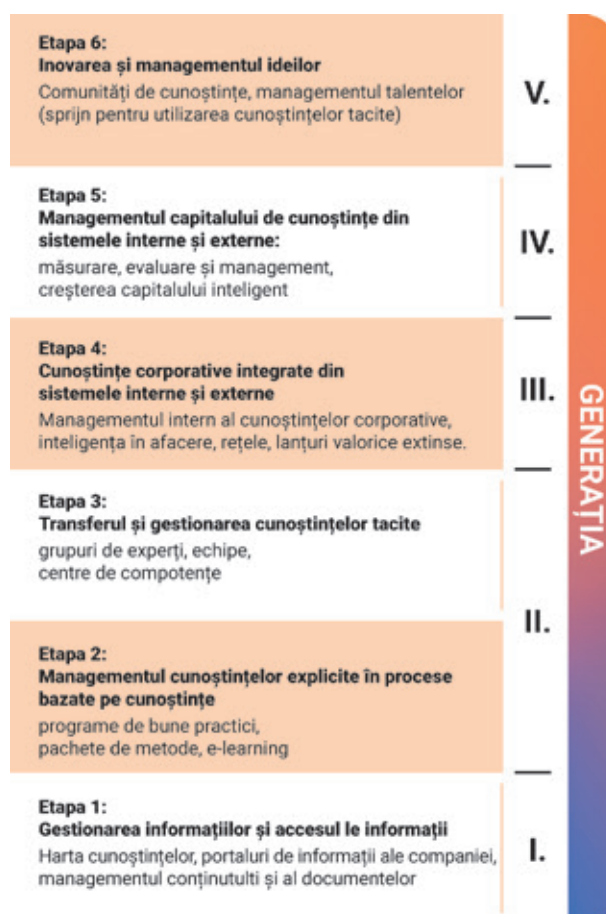 Etapa 6:
Inovarea și managementul ideilor
Comunități de cunoștințe, managementul talentelor
(sprijn pentru utilizarea cunoștințelor tacite)
V.
Etapa 5:
Managementul capitalului de cunoștințe din
sistemele interne și externe:
măsurare, evaluare și management,
creșterea capitalului inteligent
IV.
Etapa 4:
Cunoștințe corporative integrate din
sistemele interne și externe
Managementul intern al cunoștințelor corporative,
inteligența în afacere, rețele, lanțuri valorice extinse.
III.
Etapa 3:
Transferul și gestionarea cunoștințelor tacite
grupuri de experți, echipe,
centre de compotențe
II.
Etapa 2:
Managementul cunoștințelor explicite în procese
bazate pe cunoștințe
programe de bune practici,
pachete de metode, e-learning
Etapa 1:
Gestionarea informațiilor și accesul le informații
Harta cunoștințelor, portaluri de informații ale companiei,
managementul conținutulti și al documentelor
I.
GENERAȚIA